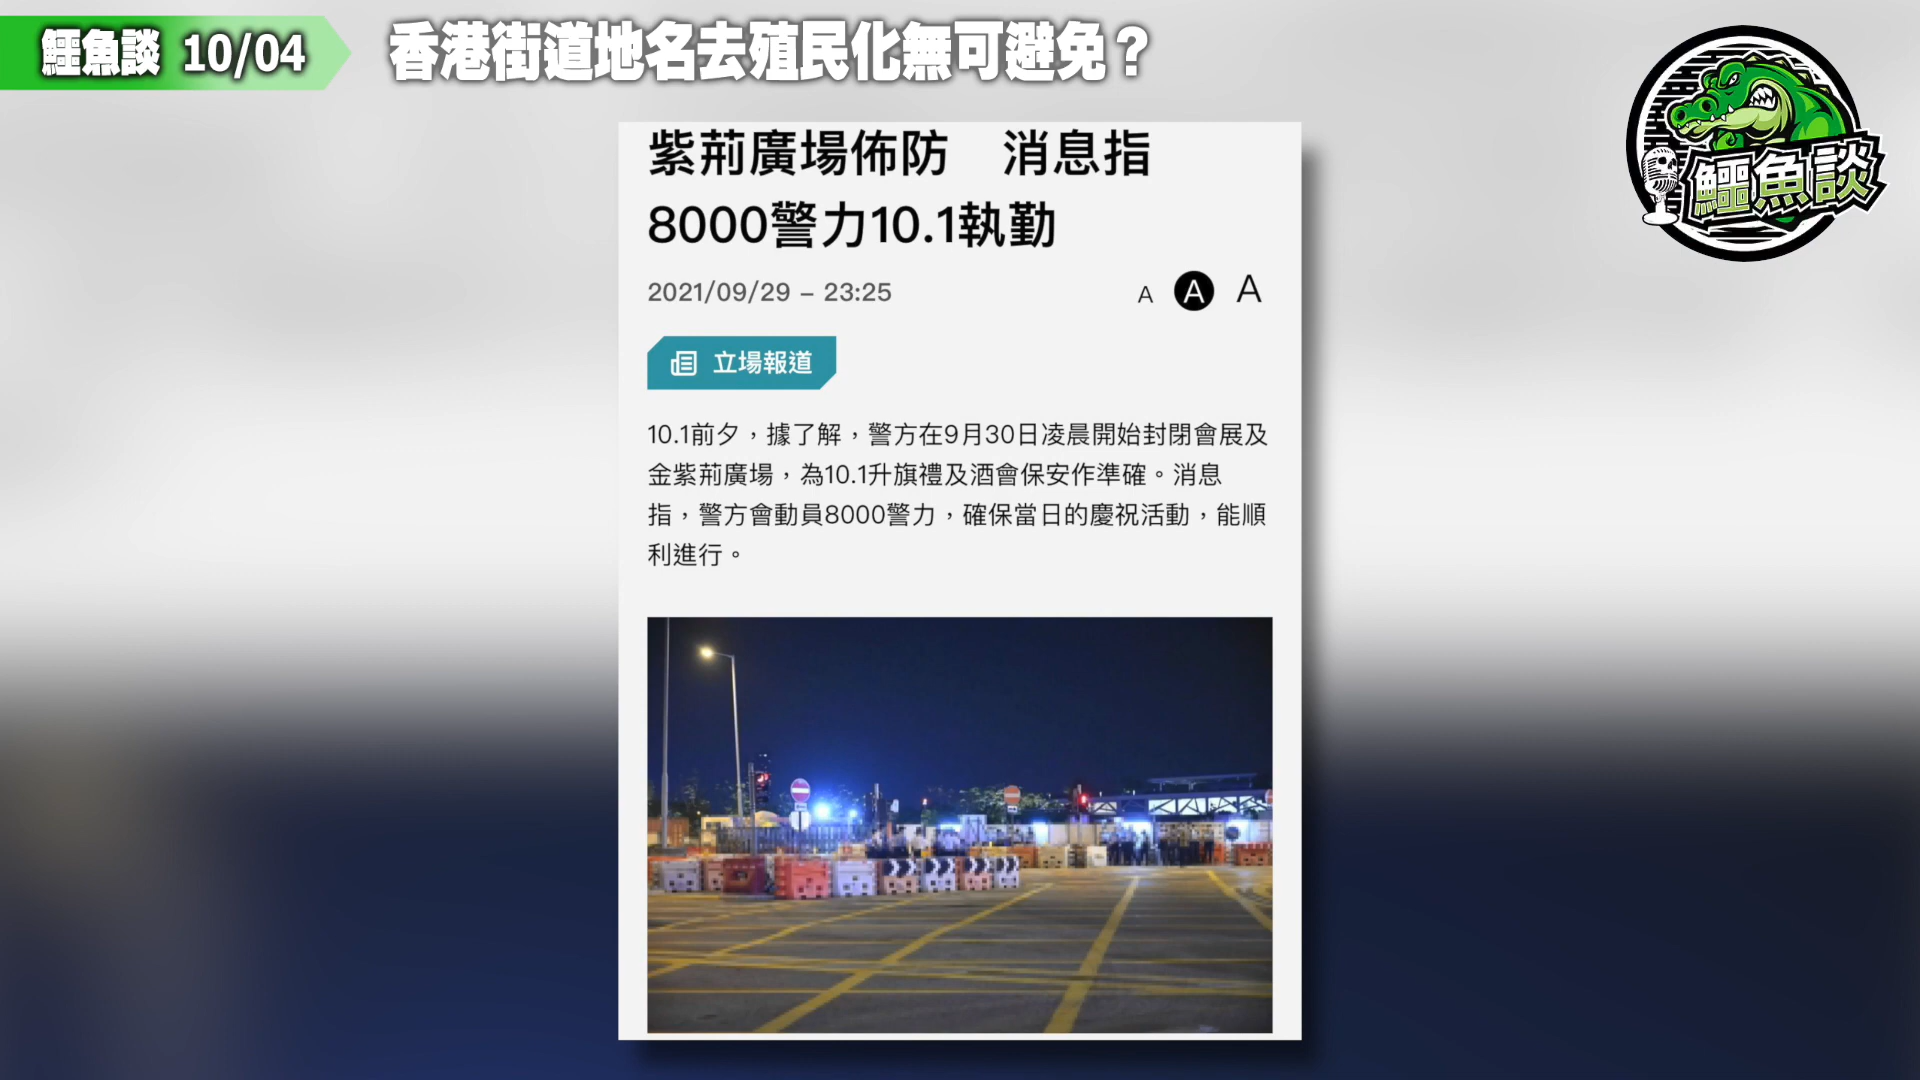 鱷魚談 10/04
香港街道地名去殖民化無可避免？
鱷魚談
紫荊廣場佈防　消息指
8000警力10.1執勤
2021/09/29 – 23:25
A A A
立場報道
10.1前夕，據了解，警方在9月30日凌晨開始封閉會展及
金紫荊廣場，為10.1升旗禮及酒會保安作準確。消息
指，警方會動員8000警力，確保當日的慶祝活動，能順
利進行。